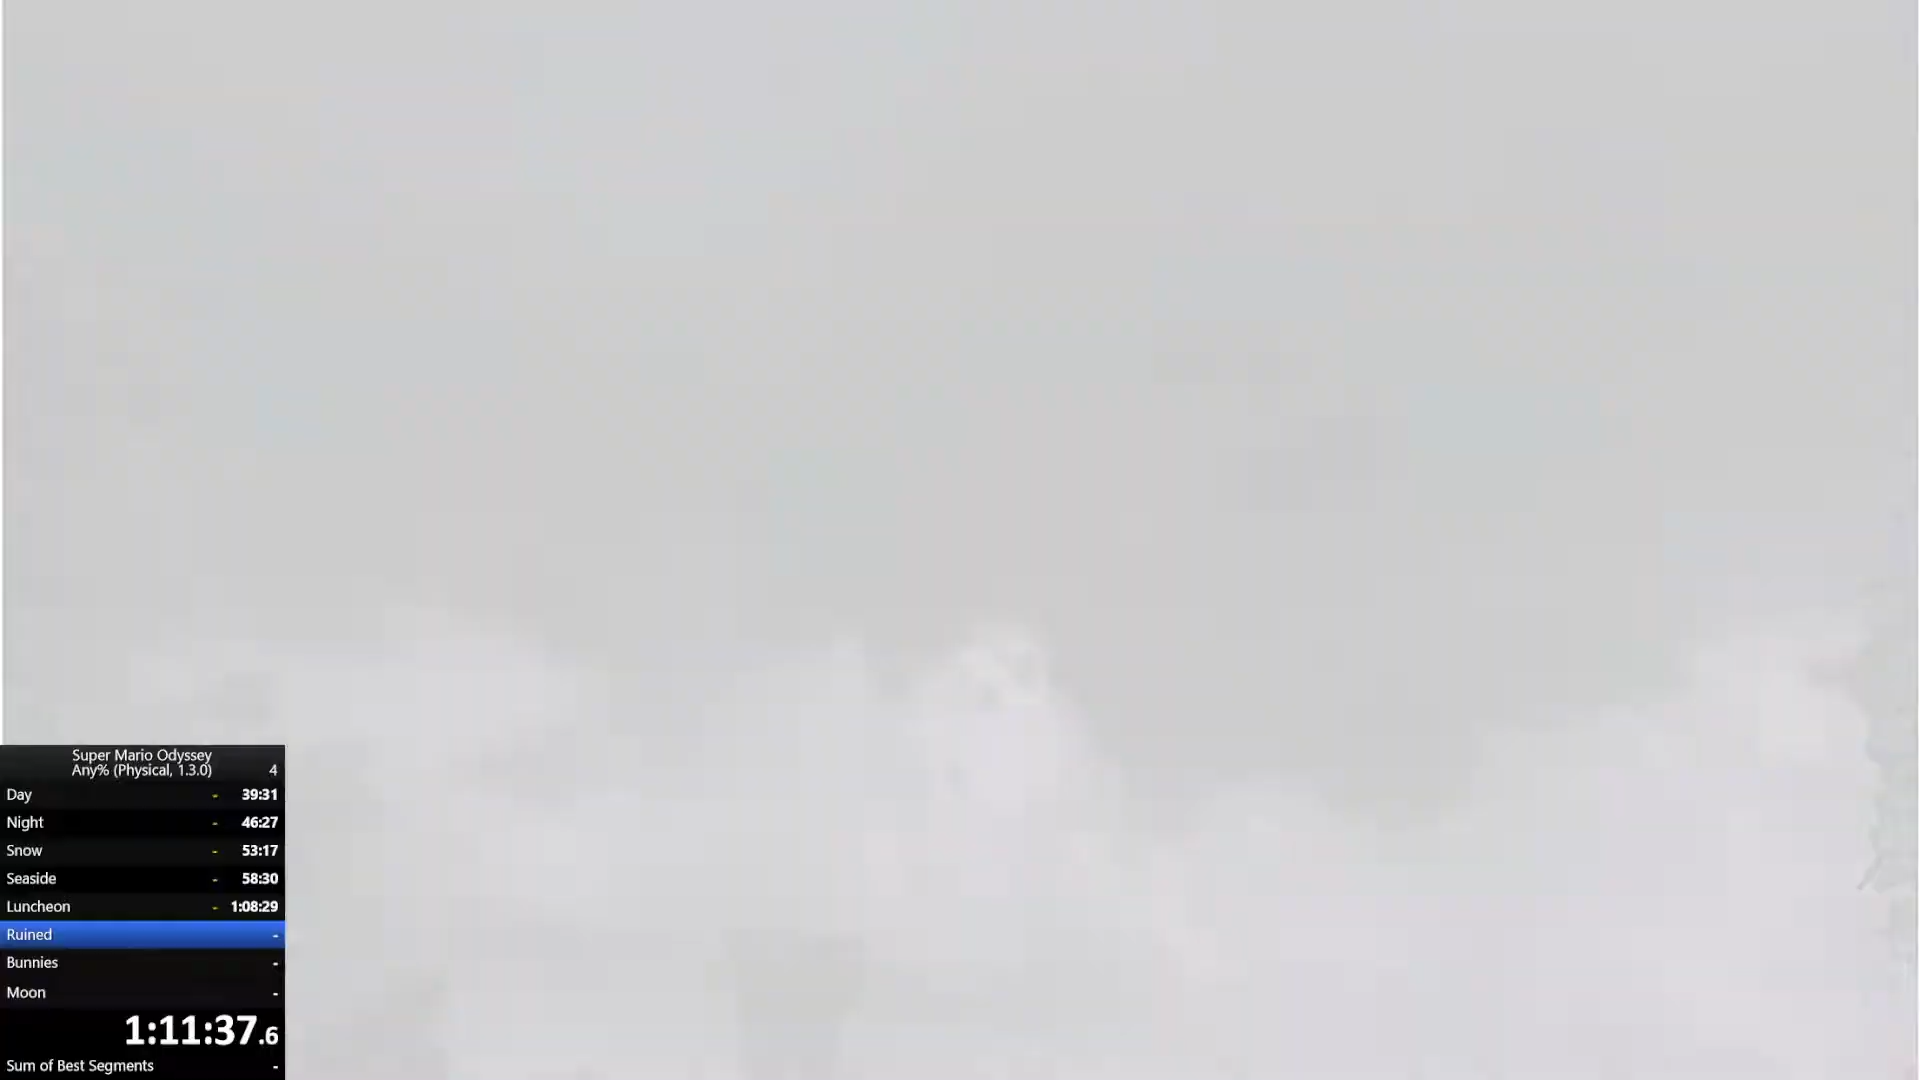 Super Mario Odyssey
Any% (Physical, 1.3.0) 4
Day - 39:31
Night - 46:27
Snow - 53:17
Seaside - 58:30
Luncheon - 1:08:29
Ruined -
Bunnies -
Moon -
1:11:37.6
Sum of Best Segments -